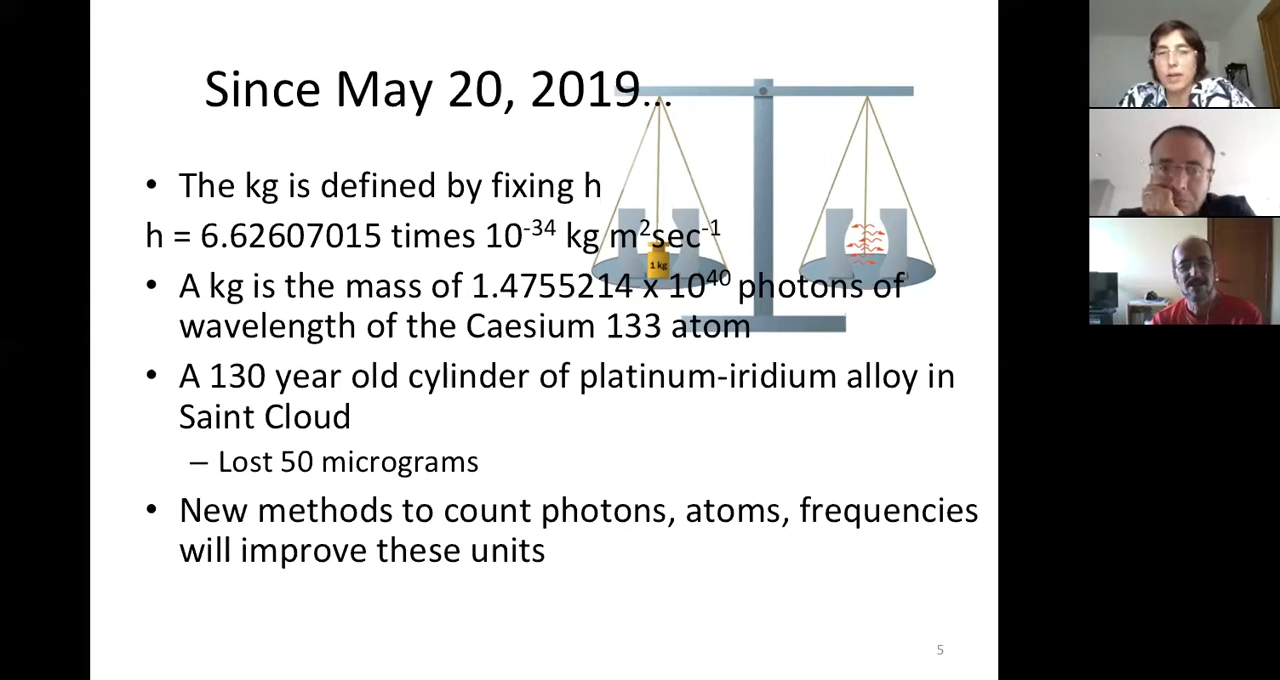 Since May 20, 2019...
• The kg is defined by fixing h
h = 6.62607015 times 10⁻³⁴ kg m²sec⁻¹
1 kg
• A kg is the mass of 1.4755214 x 10⁴⁰ photons of
wavelength of the Caesium 133 atom
• A 130 year old cylinder of platinum-iridium alloy in
Saint Cloud
– Lost 50 micrograms
• New methods to count photons, atoms, frequencies
will improve these units
5